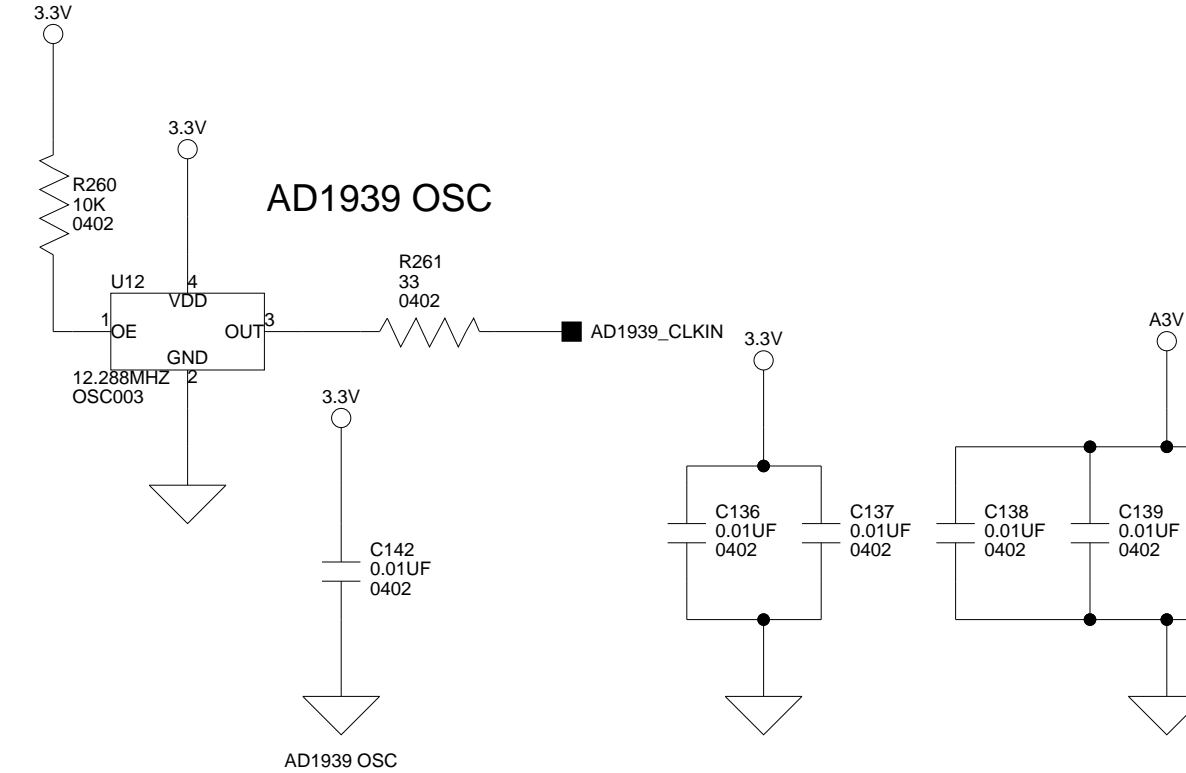 3.3V
3.3V
R260
10K
0402
AD1939 OSC
U12
4
VDD
1
OE
OUT
3
GND
2
12.288MHZ
OSC003
R261
33
0402
AD1939_CLKIN
3.3V
C142
0.01UF
0402
AD1939 OSC
3.3V
C136
0.01UF
0402
C137
0.01UF
0402
A3V
C138
0.01UF
0402
C139
0.01UF
0402